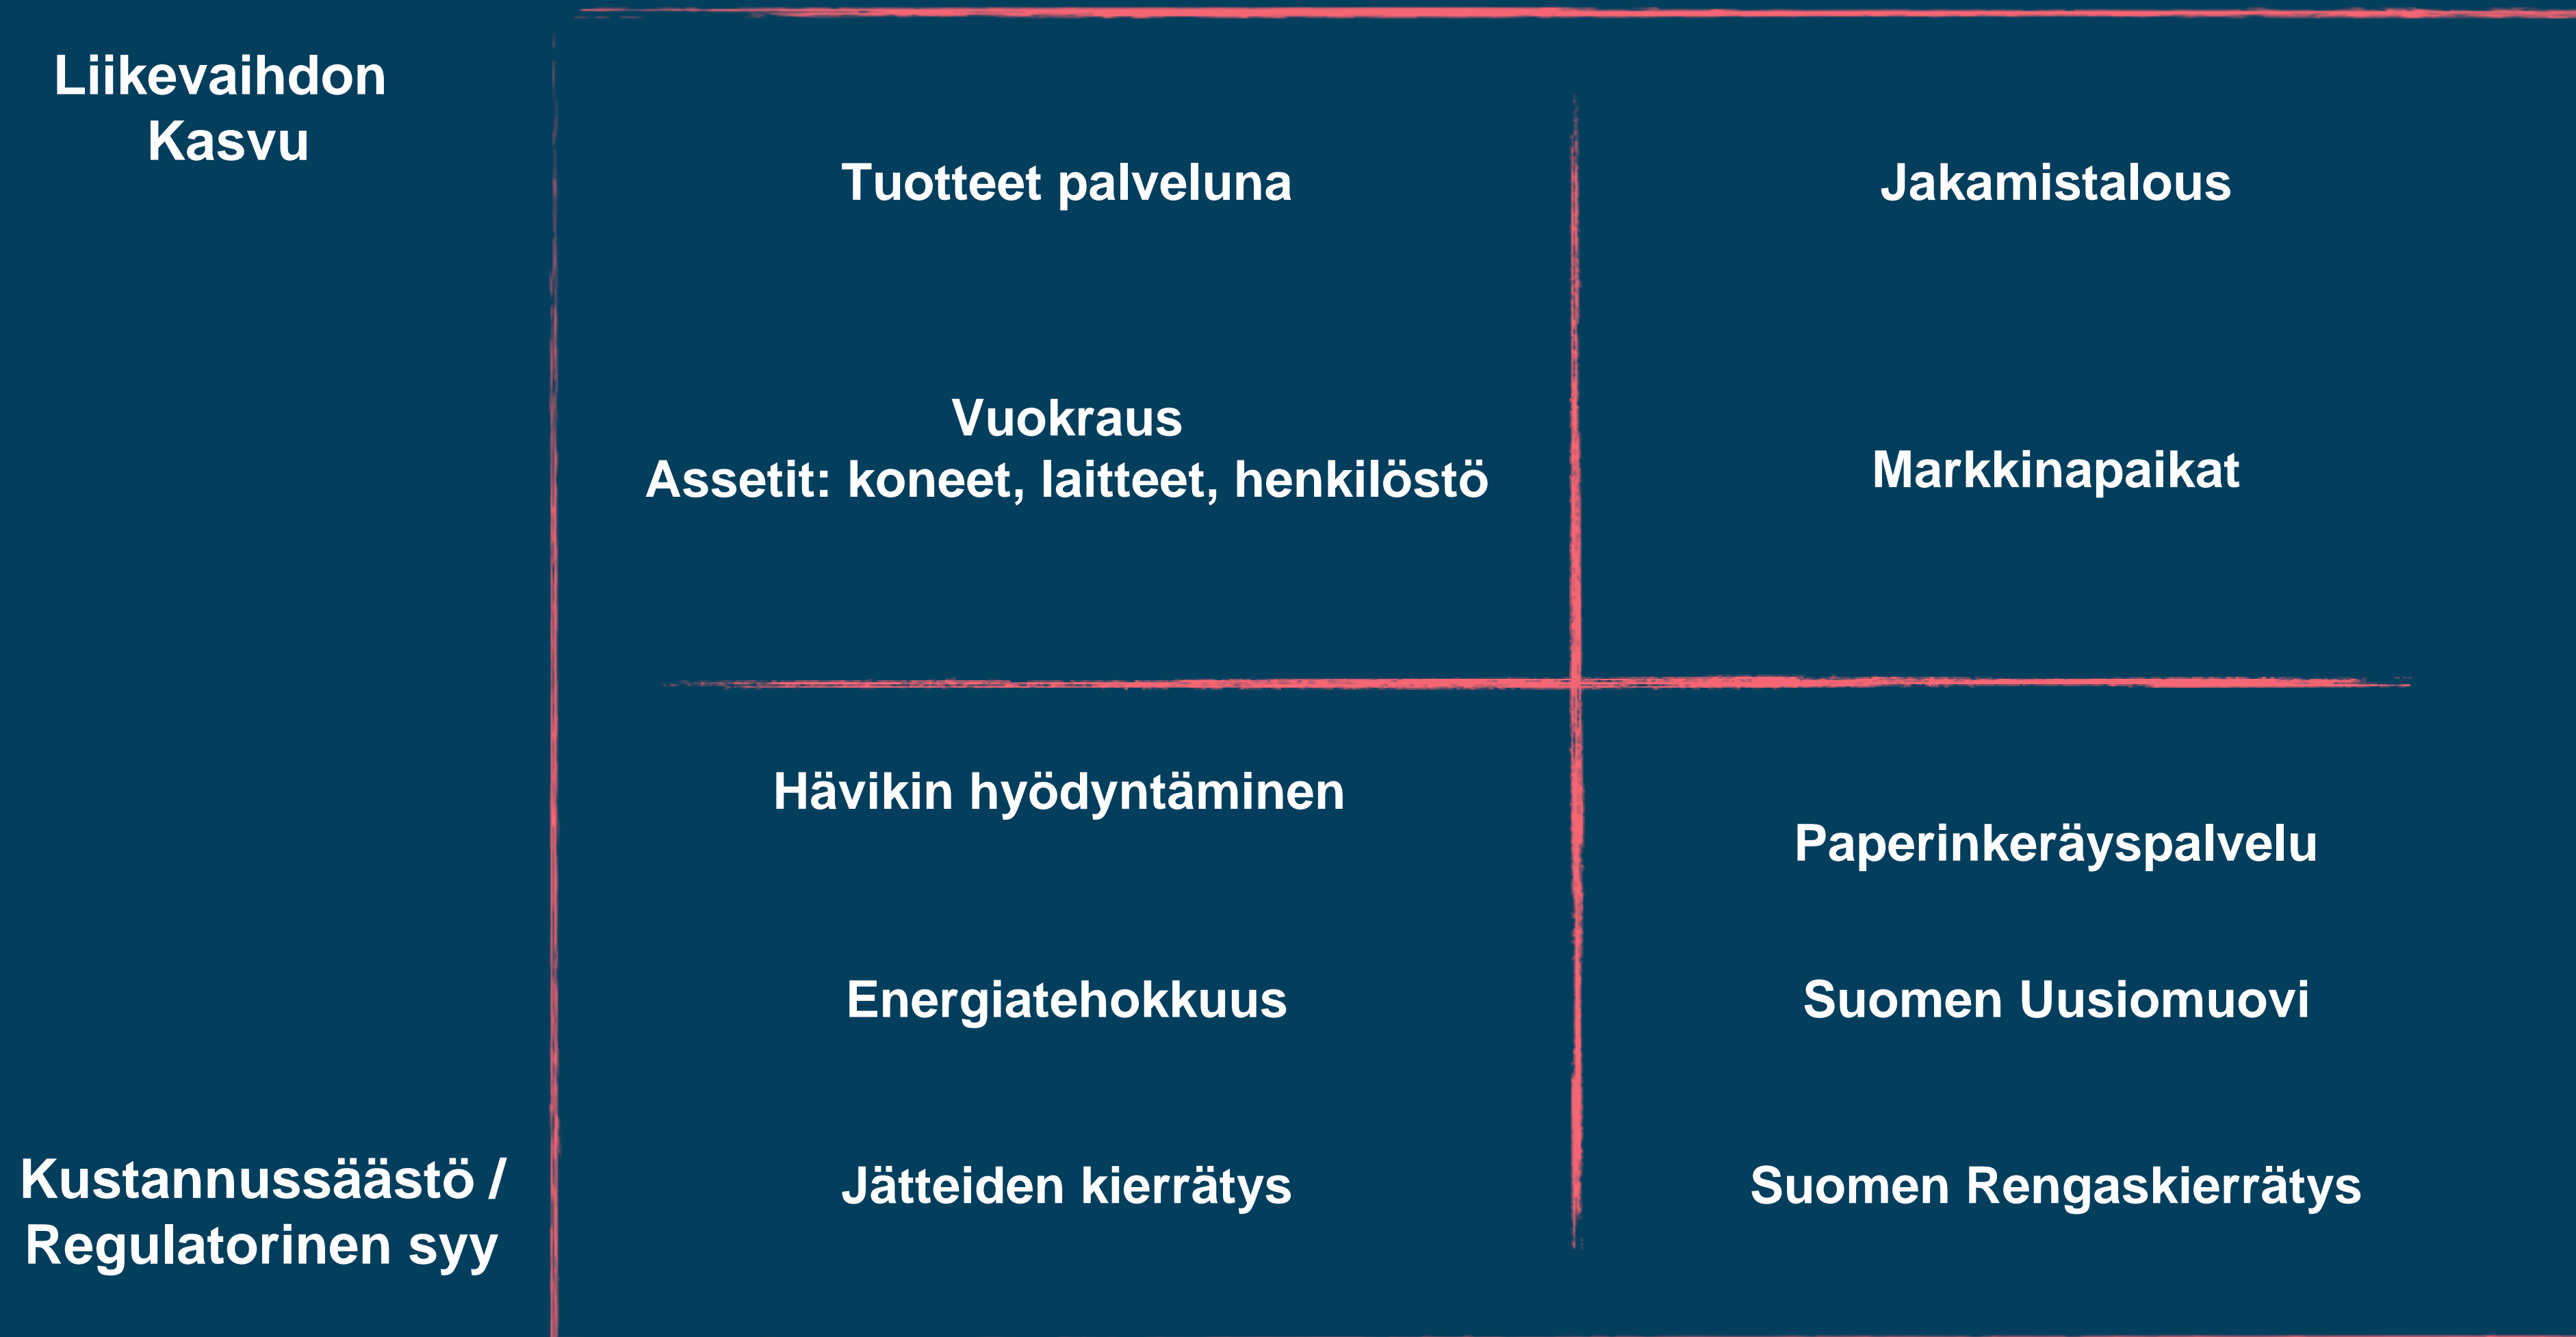 Liikevaihdon
Kasvu
Tuotteet palveluna
Jakamistalous
Vuokraus
Assetit: koneet, laitteet, henkilöstö
Markkinapaikat
Hävikin hyödyntäminen
Paperinkeräyspalvelu
Energiatehokkuus
Suomen Uusiomuovi
Kustannussäästö /
Regulatorinen syy
Jätteiden kierrätys
Suomen Rengaskierrätys